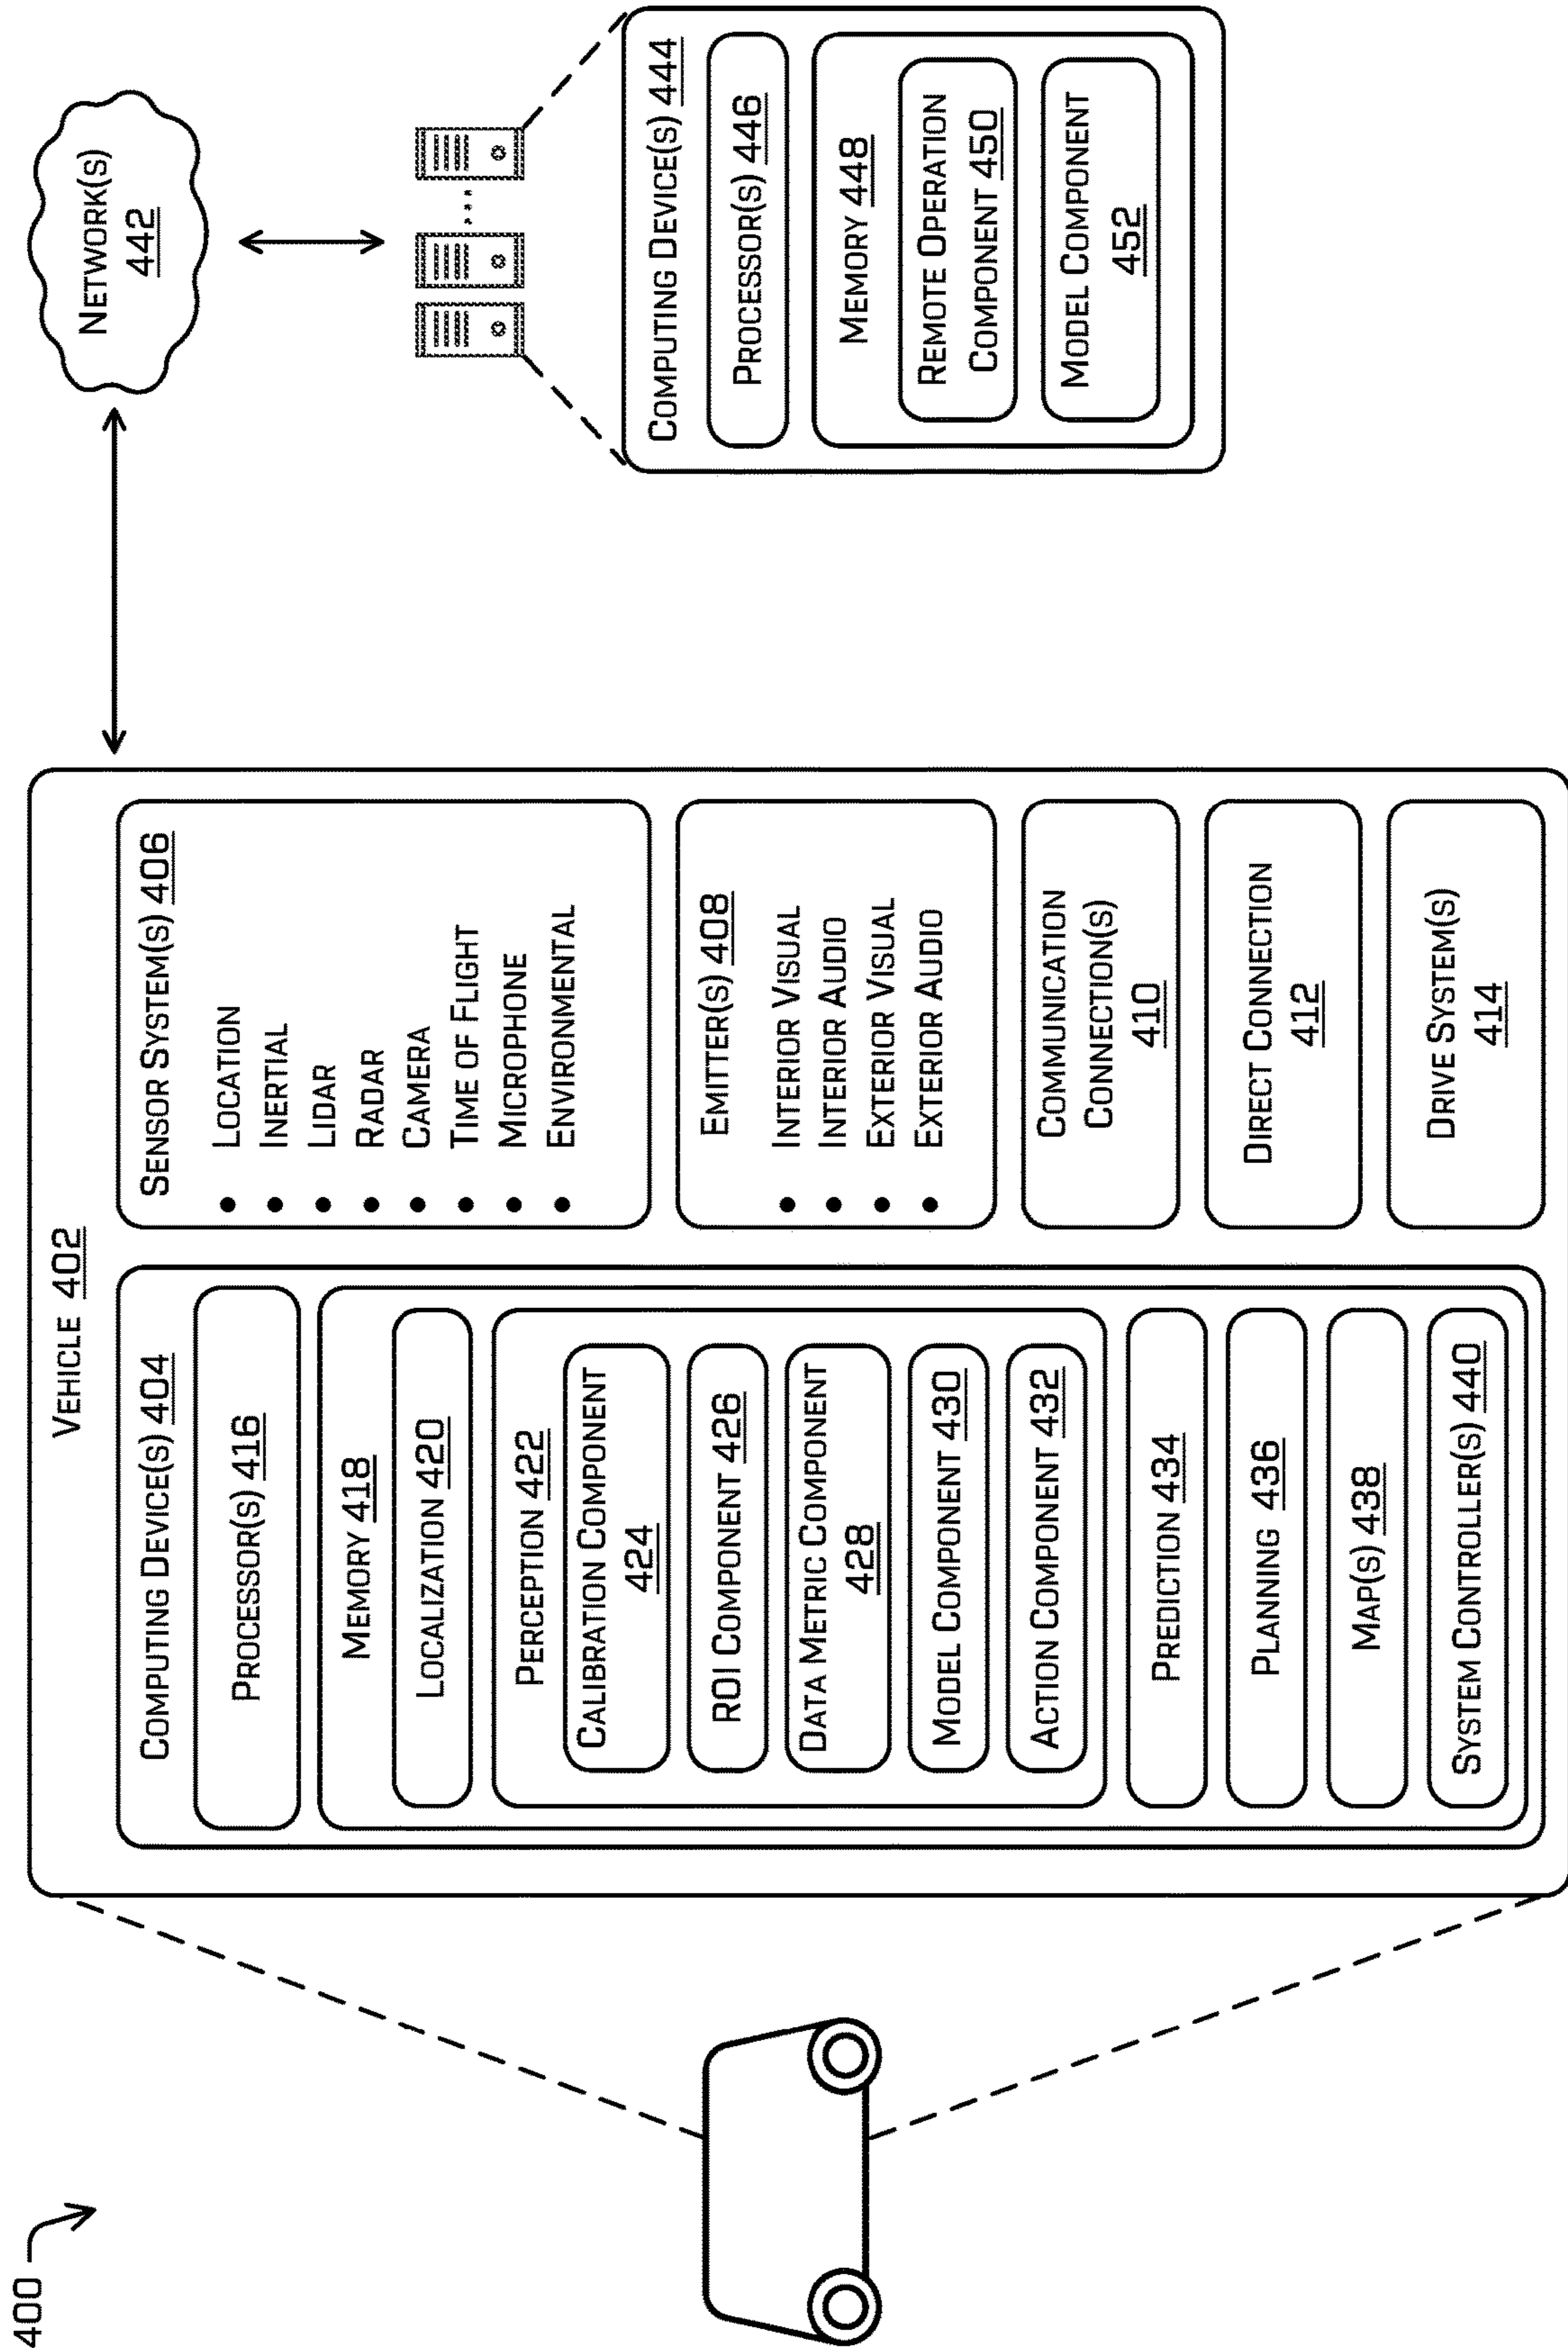 400
VEHICLE 402
COMPUTING DEVICE(S) 404
PROCESSOR(S) 416
MEMORY 418
LOCALIZATION 420
PERCEPTION 422
CALIBRATION COMPONENT
424
ROI COMPONENT 426
DATA METRIC COMPONENT
428
MODEL COMPONENT 430
ACTION COMPONENT 432
PREDICTION 434
PLANNING 436
MAP(S) 438
SYSTEM CONTROLLER(S) 440
SENSOR SYSTEM(S) 406
• LOCATION
• INERTIAL
• LIDAR
• RADAR
• CAMERA
• TIME OF FLIGHT
• MICROPHONE
• ENVIRONMENTAL
EMITTER(S) 408
• INTERIOR VISUAL
• INTERIOR AUDIO
• EXTERIOR VISUAL
• EXTERIOR AUDIO
COMMUNICATION
CONNECTION(S)
410
DIRECT CONNECTION
412
DRIVE SYSTEM(S)
414
NETWORK(S)
442
COMPUTING DEVICE(S) 444
PROCESSOR(S) 446
MEMORY 448
REMOTE OPERATION
COMPONENT 450
MODEL COMPONENT
452